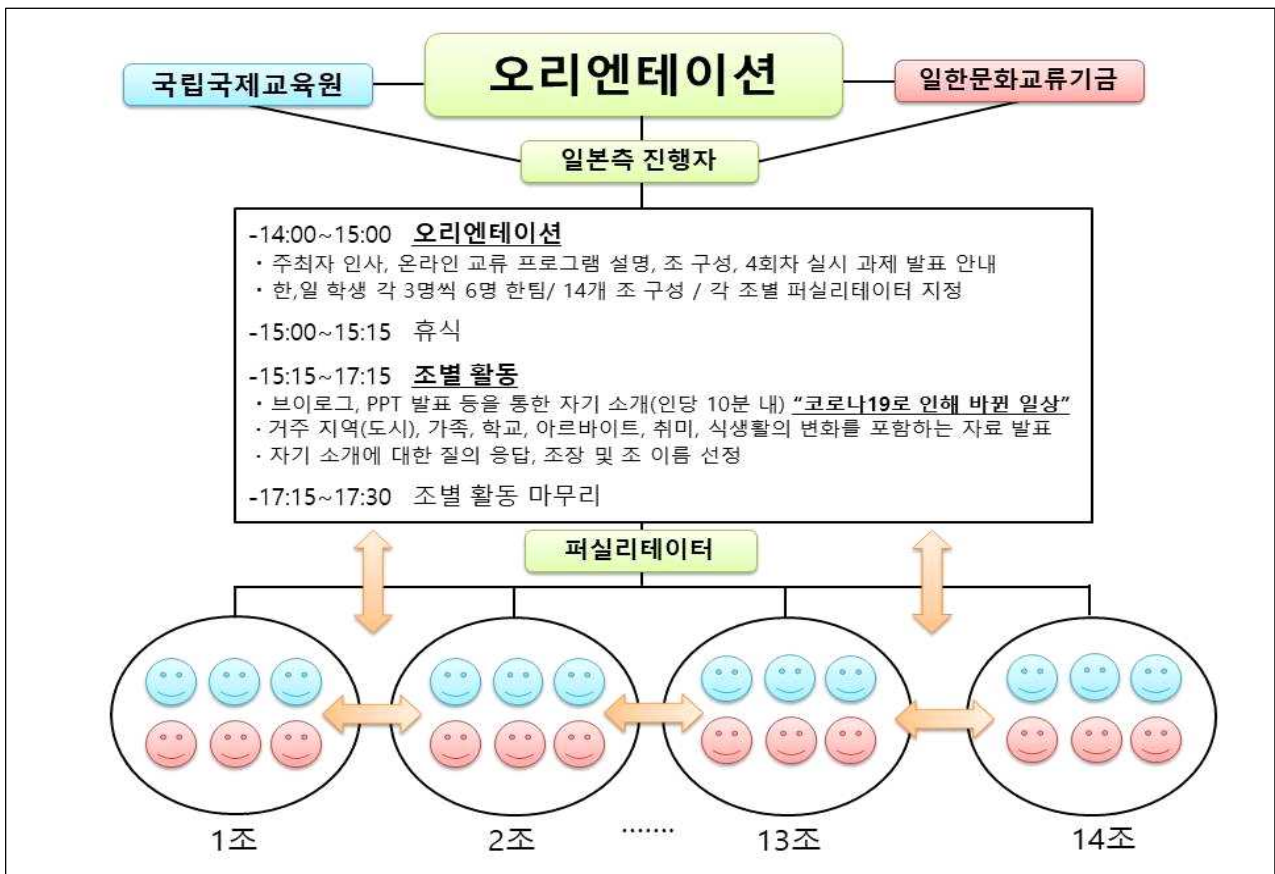 오리엔테이션
국립국제교육원
일한문화교류기금
일본측 진행자
-14:00~15:00 오리엔테이션
・주최자 인사, 온라인 교류 프로그램 설명, 조 구성, 4회차 실시 과제 발표 안내
・한,일 학생 각 3명씩 6명 한팀/ 14개 조 구성 / 각 조별 퍼실리테이터 지정
-15:00~15:15 휴식
-15:15~17:15 조별 활동
・브이로그, PPT 발표 등을 통한 자기 소개(인당 10분 내) “코로나19로 인해 바뀐 일상”
・거주 지역(도시), 가족, 학교, 아르바이트, 취미, 식생활의 변화를 포함하는 자료 발표
・자기 소개에 대한 질의 응답, 조장 및 조 이름 선정
-17:15~17:30 조별 활동 마무리
퍼실리테이터
1조 2조 ....... 13조 14조